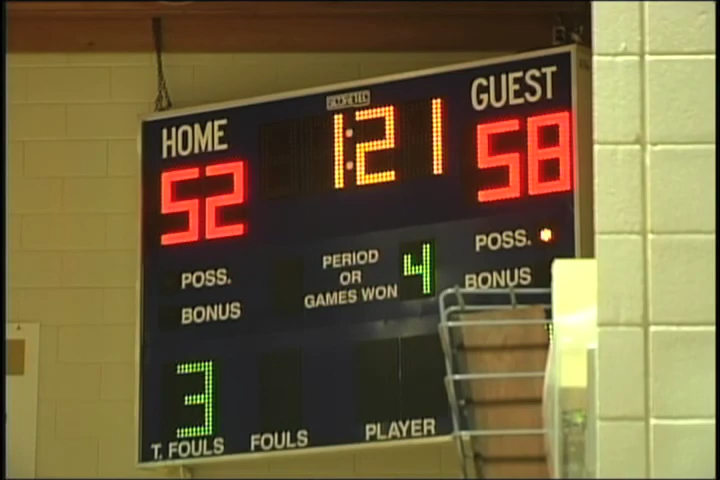 HOME
GUEST
1:21
52
58
POSS.
PERIOD
OR
GAMES WON
4
POSS.
BONUS
BONUS
3
T. FOULS
FOULS
PLAYER